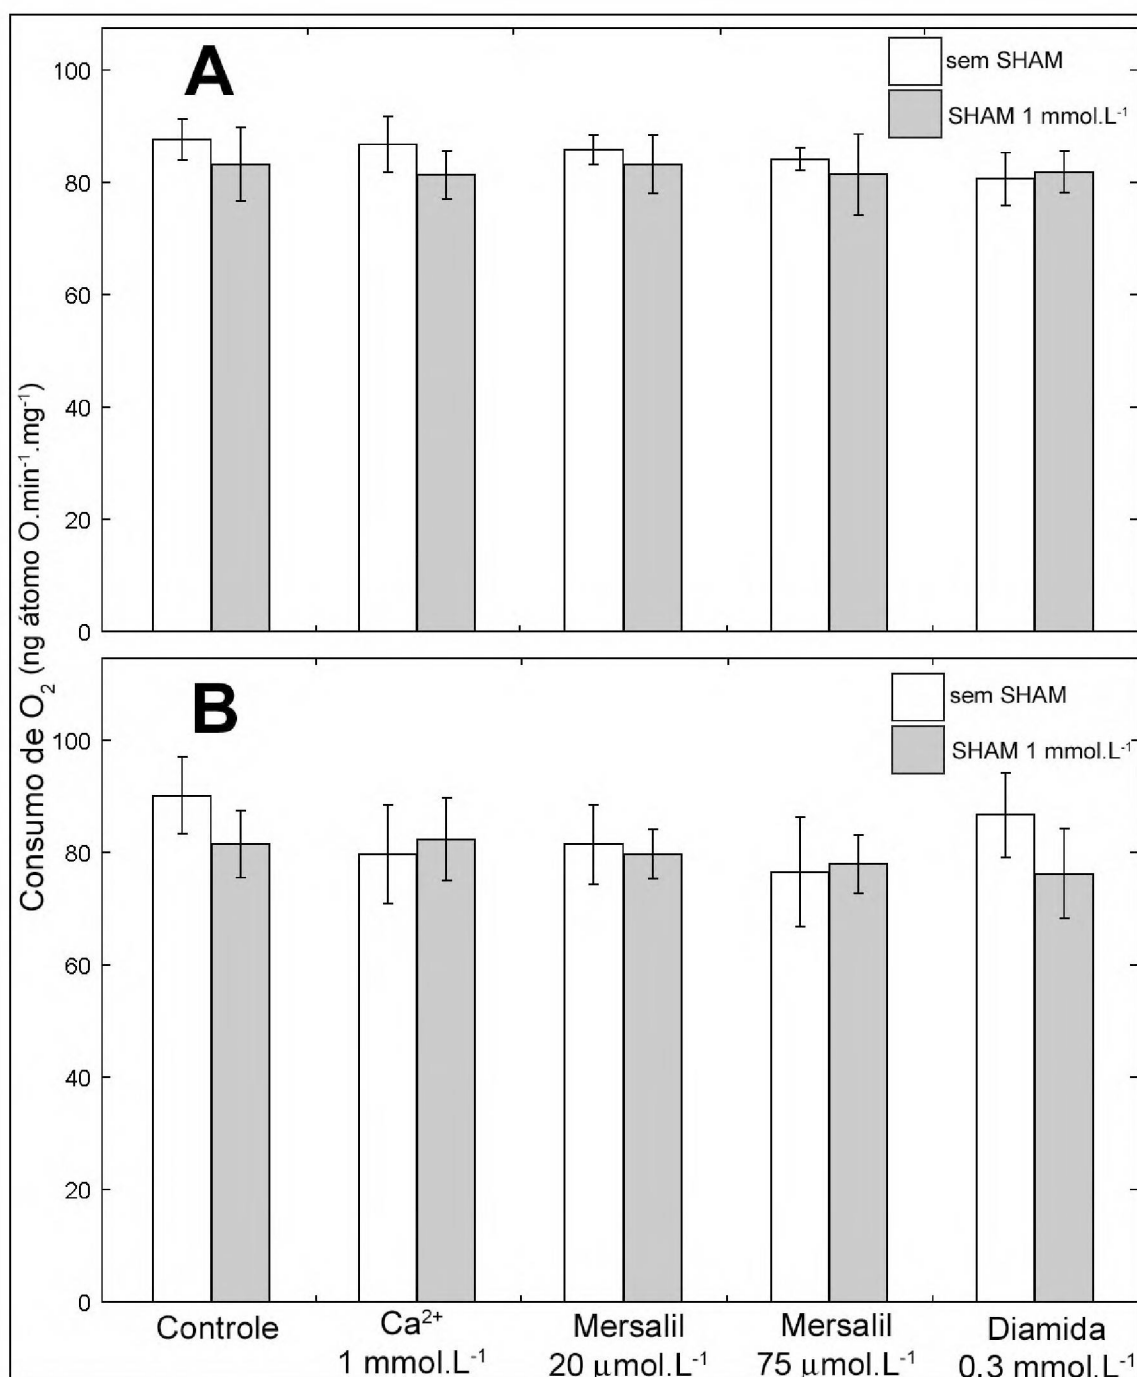 A
sem SHAM
SHAM 1 mmol.L⁻¹
100
80
60
40
20
0
Consumo de O₂ (ng átomo O.min⁻¹.mg⁻¹)
B
sem SHAM
SHAM 1 mmol.L⁻¹
100
80
60
40
20
0
Controle
Ca²⁺
1 mmol.L⁻¹
Mersalil
20 μmol.L⁻¹
Mersalil
75 μmol.L⁻¹
Diamida
0.3 mmol.L⁻¹